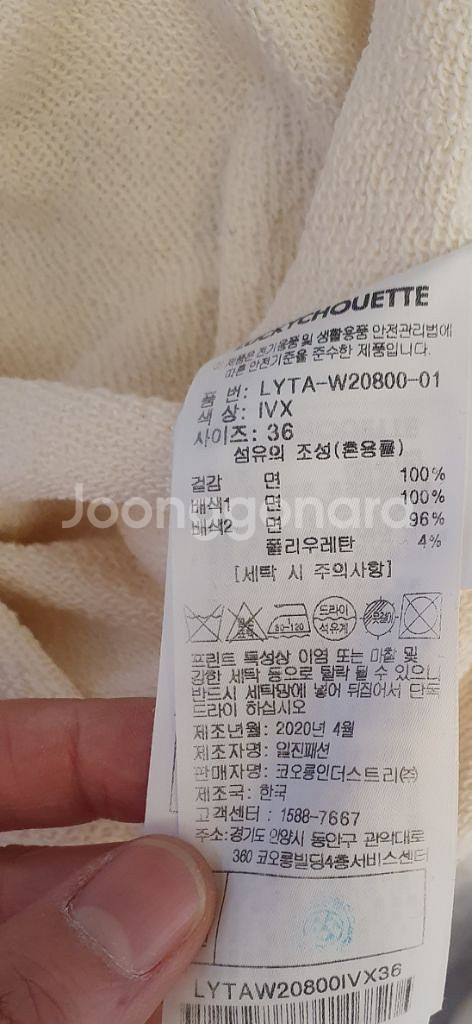 LUCKYCHOUETTE
이 제품은 전기용품 및 생활용품 안전관리법에
따른 안전기준을 준수한 제품입니다.
품 번: LYTA-W20800-01
색 상: IVX
사이즈: 36
섬유의 조성(혼용률)
겉감 면 100%
배색1 면 100%
배색2 면 96%
폴리우레탄 4%
Joonggonara
[세탁 시 주의사항]
80-120
드라이
석유계
프린트 특성상 이염 또는 마찰 및
강한 세탁 등으로 탈락 될 수 있으니
반드시 세탁망에 넣어 뒤집어서 단독
드라이 하십시오
제조년월: 2020년 4월
제조자명: 일진패션
판매자명: 코오롱인더스트리(주)
제조국: 한국
고객센터: 1588-7667
주소:경기도 안양시 동안구 관악대로
360 코오롱빌딩4층서비스센터
LYTAW20800IVX36